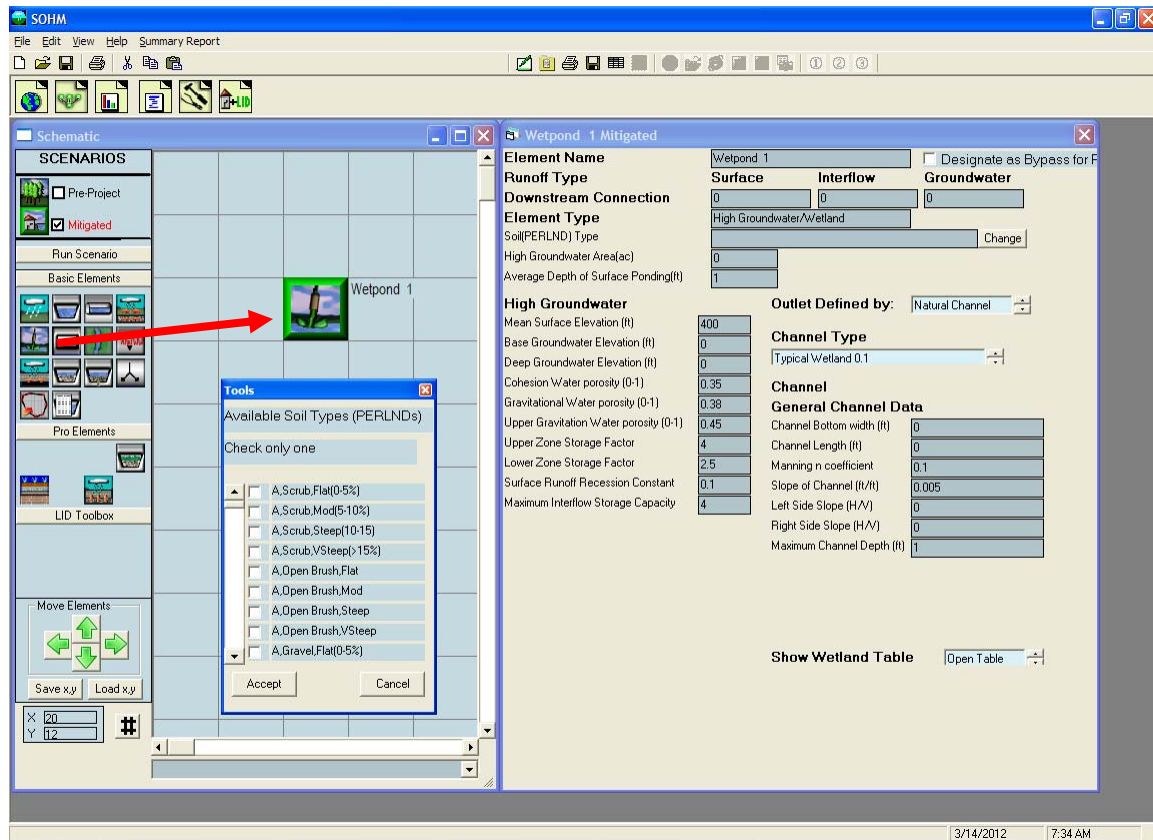 SOHM
File Edit View Help Summary Report
Schematic
SCENARIOS
Pre-Project
Mitigated
Run Scenario
Basic Elements
Pro Elements
LID Toolbox
Move Elements
Save x,y Load x,y
X 20
Y 12
#
Wetpond 1
Tools
Available Soil Types (PERLNDs)
Check only one
A,Scrub,Flat(0-5%)
A,Scrub,Mod(5-10%)
A,Scrub,Steep(10-15)
A,Scrub,VSteep(>15%)
A,Open Brush,Flat
A,Open Brush,Mod
A,Open Brush,Steep
A,Open Brush,VSteep
A,Gravel,Flat(0-5%)
Accept Cancel
Wetpond 1 Mitigated
Element Name Wetpond 1 Designate as Bypass for P
Runoff Type Surface Interflow Groundwater
Downstream Connection 0 0 0
Element Type High Groundwater/Wetland
Soil(PERLND) Type Change
High Groundwater Area(ac) 0
Average Depth of Surface Ponding(ft) 1
High Groundwater
Mean Surface Elevation (ft) 400
Base Groundwater Elevation (ft) 0
Deep Groundwater Elevation (ft) 0
Cohesion Water porosity (0-1) 0.35
Gravitational Water porosity (0-1) 0.38
Upper Gravitation Water porosity (0-1) 0.45
Upper Zone Storage Factor 4
Lower Zone Storage Factor 2.5
Surface Runoff Recession Constant 0.1
Maximum Interflow Storage Capacity 4
Outlet Defined by: Natural Channel
Channel Type
Typical Wetland 0.1
Channel
General Channel Data
Channel Bottom width (ft) 0
Channel Length (ft) 0
Manning n coefficient 0.1
Slope of Channel (ft/ft) 0.005
Left Side Slope (H/V) 0
Right Side Slope (H/V) 0
Maximum Channel Depth (ft) 1
Show Wetland Table Open Table
3/14/2012 7:34 AM